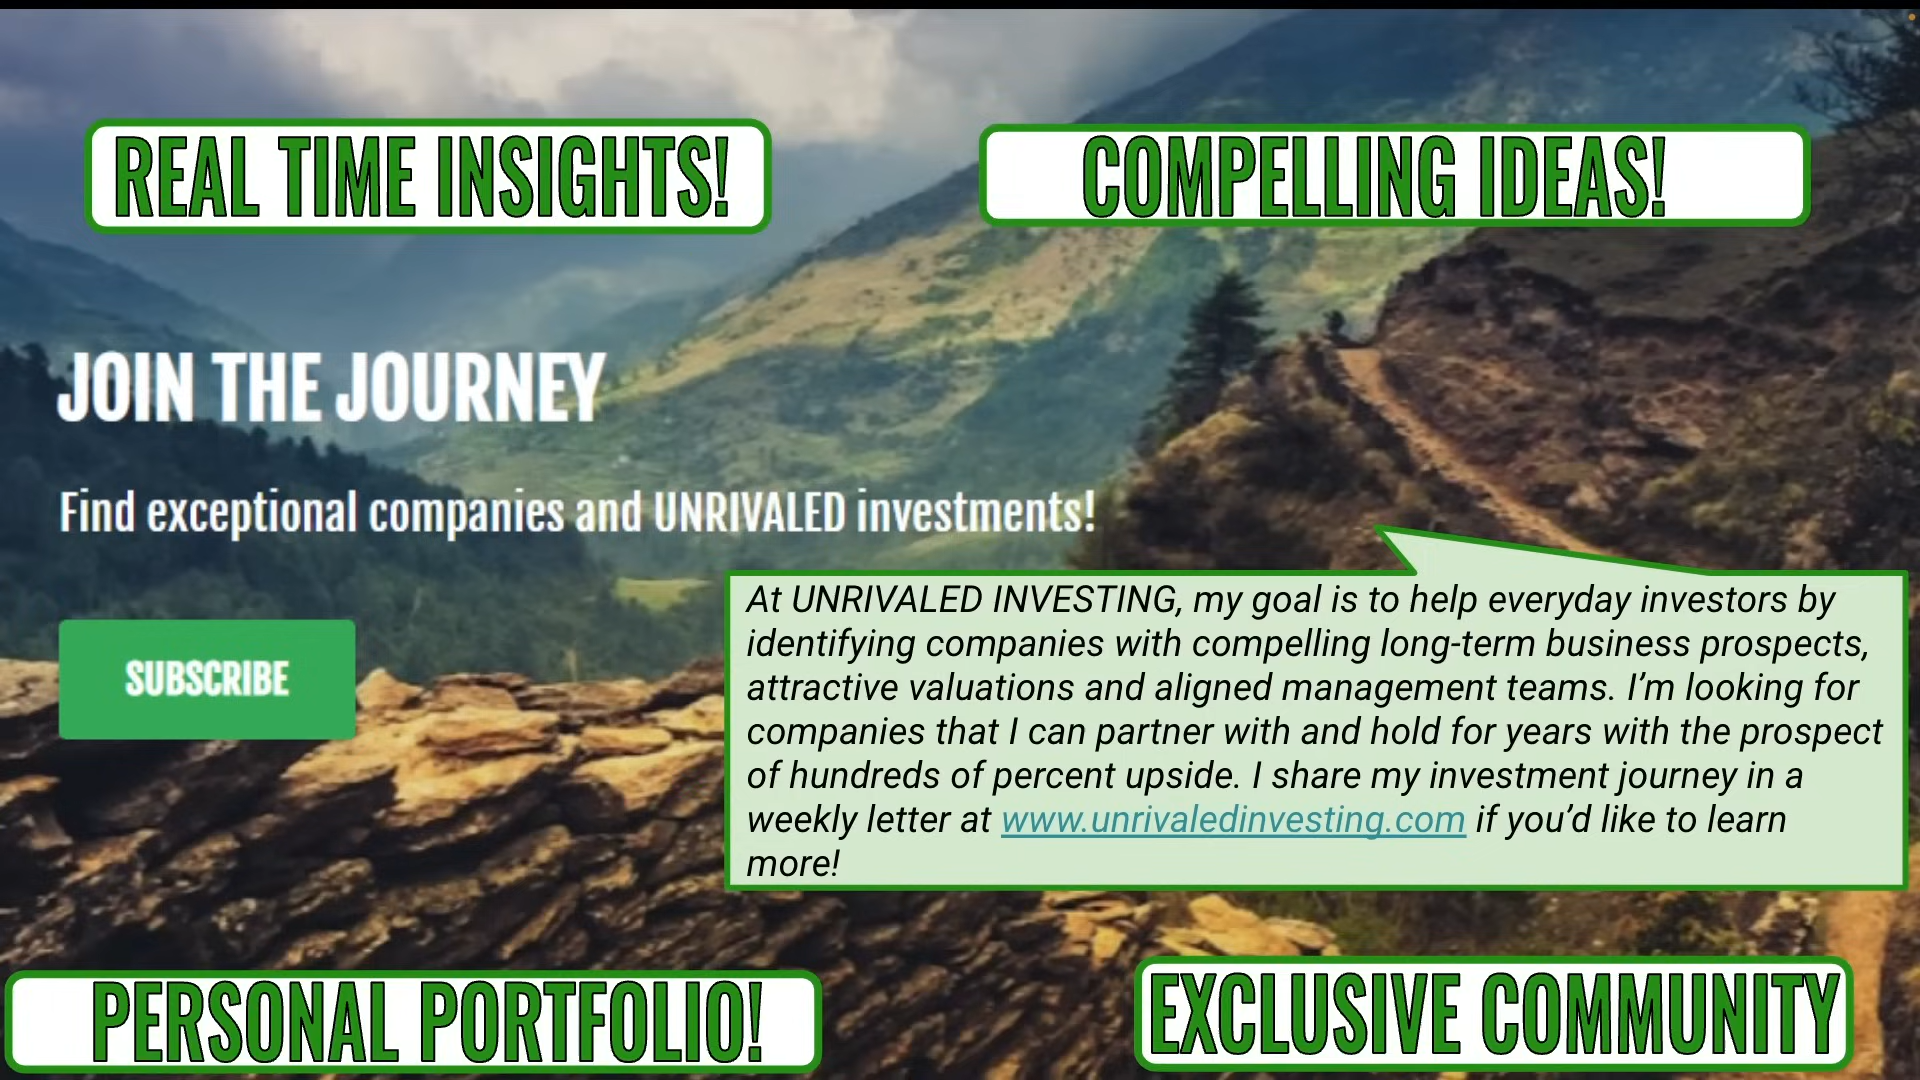 REAL TIME INSIGHTS!
COMPELLING IDEAS!
JOIN THE JOURNEY
Find exceptional companies and UNRIVALED investments!
SUBSCRIBE
At UNRIVALED INVESTING, my goal is to help everyday investors by
identifying companies with compelling long-term business prospects,
attractive valuations and aligned management teams. I’m looking for
companies that I can partner with and hold for years with the prospect
of hundreds of percent upside. I share my investment journey in a
weekly letter at www.unrivaledinvesting.com if you’d like to learn
more!
PERSONAL PORTFOLIO!
EXCLUSIVE COMMUNITY